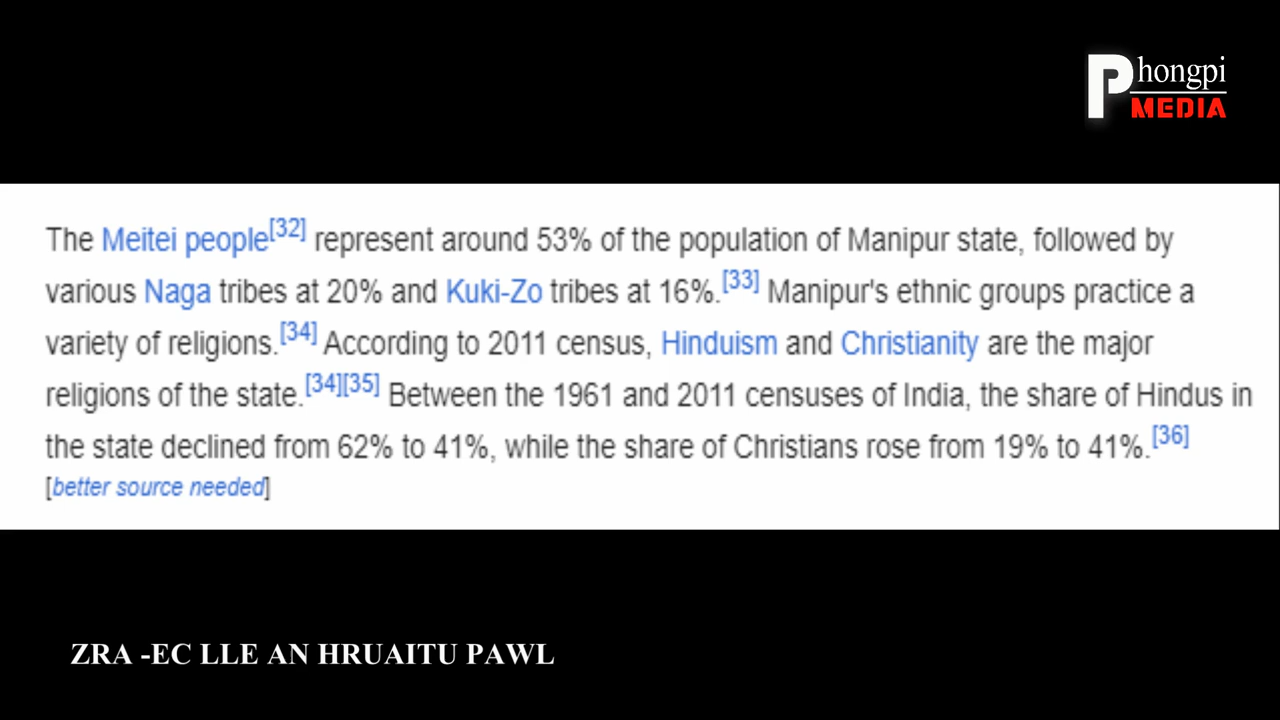 Phongpi
MEDIA
The Meitei people[32] represent around 53% of the population of Manipur state, followed by
various Naga tribes at 20% and Kuki-Zo tribes at 16%.[33] Manipur's ethnic groups practice a
variety of religions.[34] According to 2011 census, Hinduism and Christianity are the major
religions of the state.[34][35] Between the 1961 and 2011 censuses of India, the share of Hindus in
the state declined from 62% to 41%, while the share of Christians rose from 19% to 41%.[36]
[better source needed]
ZRA -EC LLE AN HRUAITU PAWL